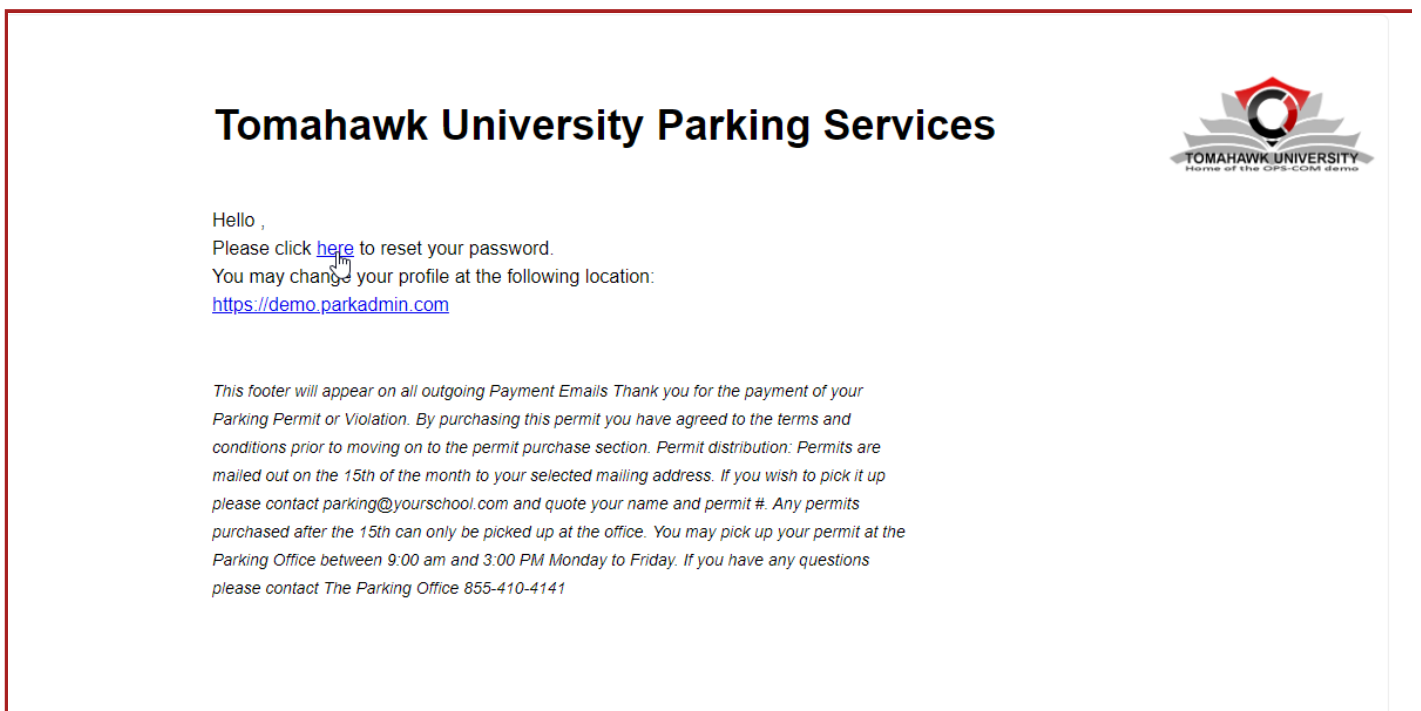 Tomahawk University Parking Services
TOMAHAWK UNIVERSITY
Home of the OPS-COM demo
Hello ,
Please click here to reset your password.
You may change your profile at the following location:
https://demo.parkadmin.com
This footer will appear on all outgoing Payment Emails Thank you for the payment of your
Parking Permit or Violation. By purchasing this permit you have agreed to the terms and
conditions prior to moving on to the permit purchase section. Permit distribution: Permits are
mailed out on the 15th of the month to your selected mailing address. If you wish to pick it up
please contact parking@yourschool.com and quote your name and permit #. Any permits
purchased after the 15th can only be picked up at the office. You may pick up your permit at the
Parking Office between 9:00 am and 3:00 PM Monday to Friday. If you have any questions
please contact The Parking Office 855-410-4141